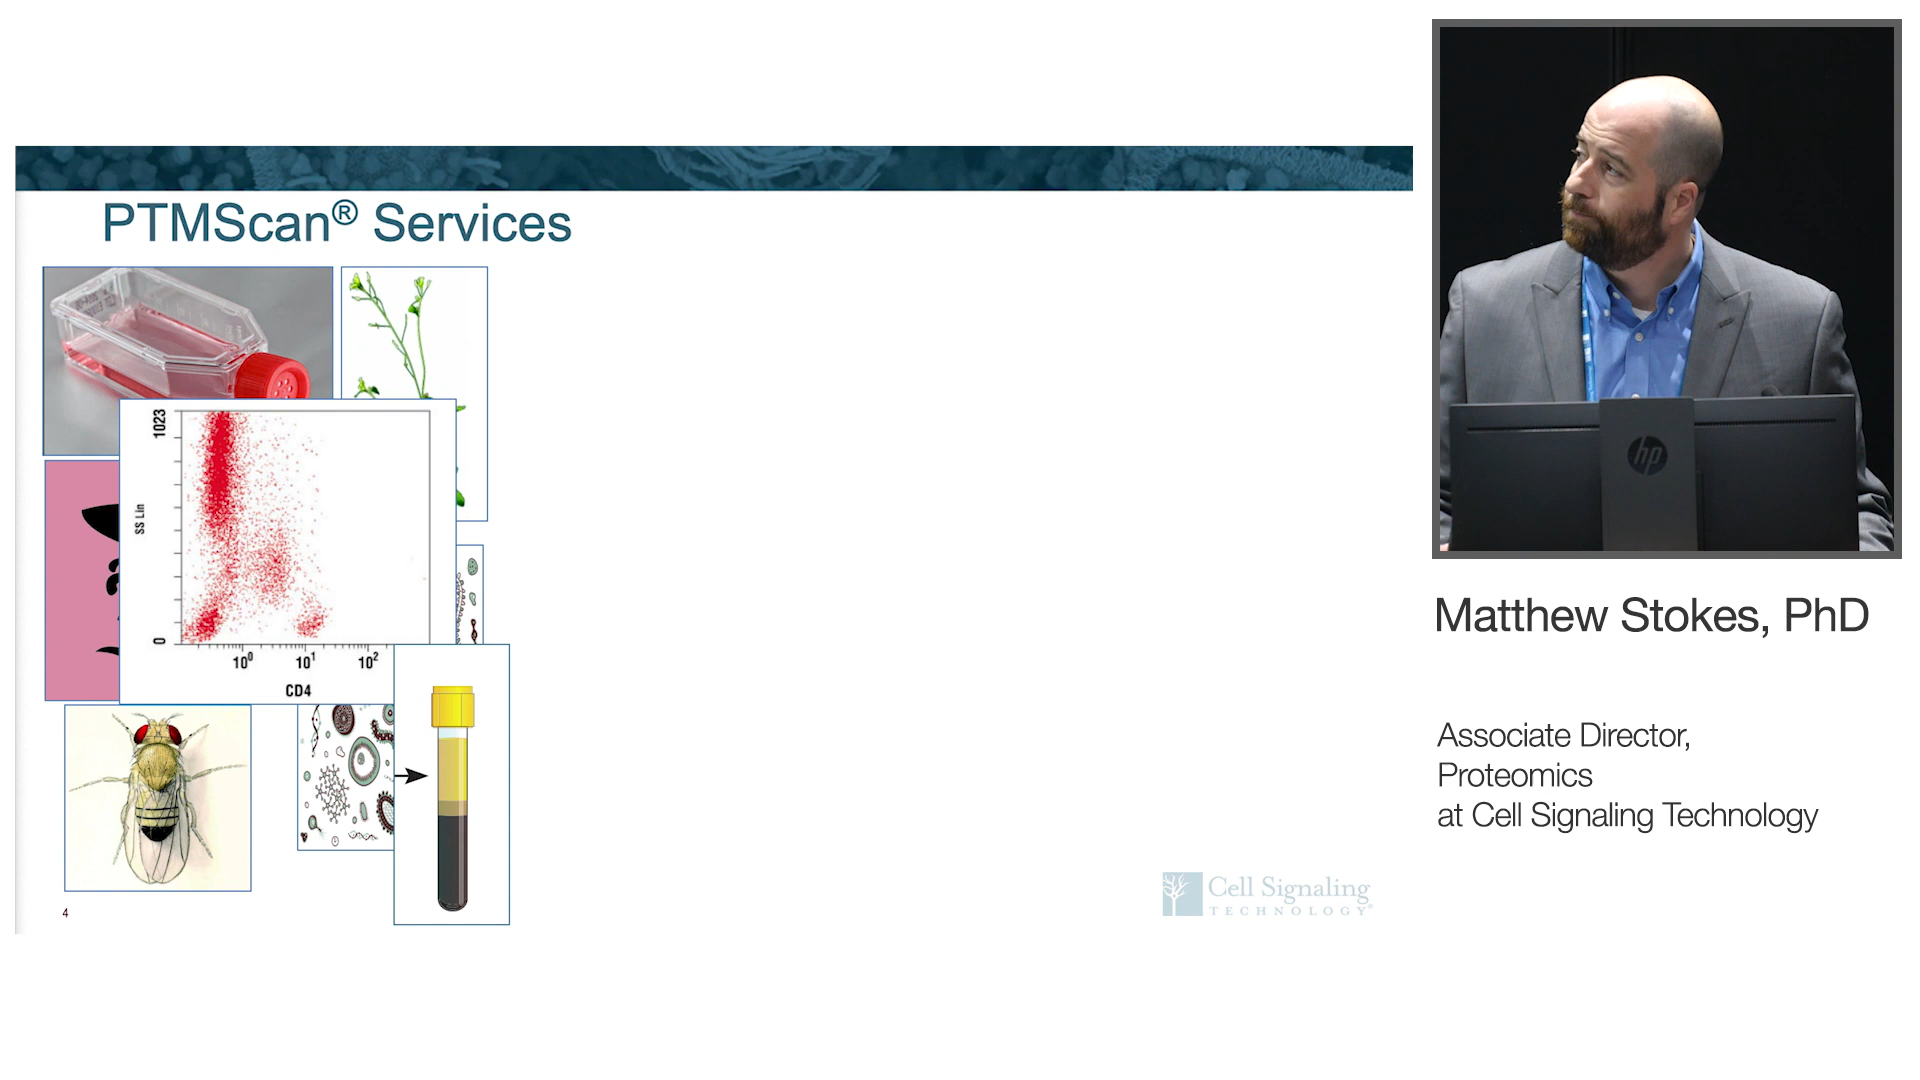 PTMScan® Services
1023
SS Lin
0
10⁰ 10¹ 10²
CD4
4
Cell Signaling
TECHNOLOGY®
hp
Matthew Stokes, PhD
Associate Director,
Proteomics
at Cell Signaling Technology